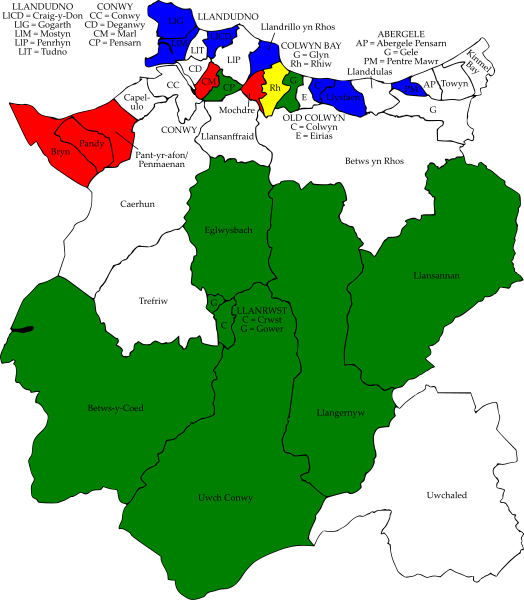 LLANDUDNO
LICD = Craig-y-Don
LIG = Gogarth
LIM = Mostyn
LIP = Penrhyn
LIT = Tudno
CONWY
CC = Conwy
CD = Deganwy
CM = Marl
CP = Pensarn
LLANDUDNO
Llandrillo yn Rhos
COLWYN BAY
G = Glyn
Rh = Rhiw
ABERGELE
AP = Abergele Pensarn
G = Gele
PM = Pentre Mawr
Llanddulas
Kinmel
Bay
LIG
LIM
LICD
LIT
LIP
CD
CM
CP
CC
Rh
G
E
C
PM
AP
Towyn
G
Capel-
ulo
Mochdre
OLD COLWYN
C = Colwyn
E = Eirias
CONWY
Llansanffraid
Bryn
Pandy
Pant-yr-afon/
Penmaenan
Betws yn Rhos
Caerhun
Eglwysbach
Llansannan
Trefriw
G
C
LLANRWST
C = Crwst
G = Gower
Betws-y-Coed
Llangernyw
Uwch Conwy
Uwchaled